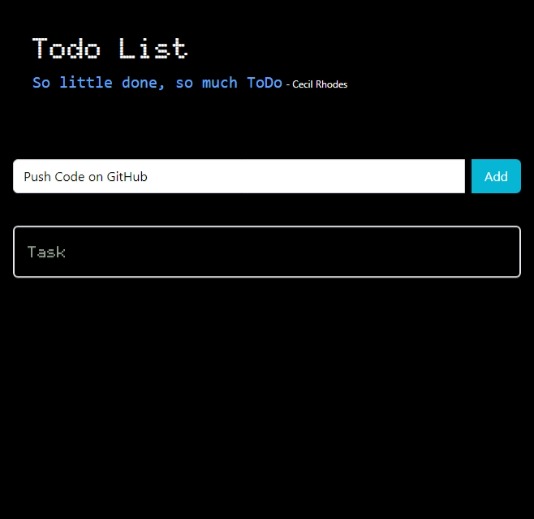 Todo List
So little done, so much ToDo - Cecil Rhodes
Push Code on GitHub
Add
Task